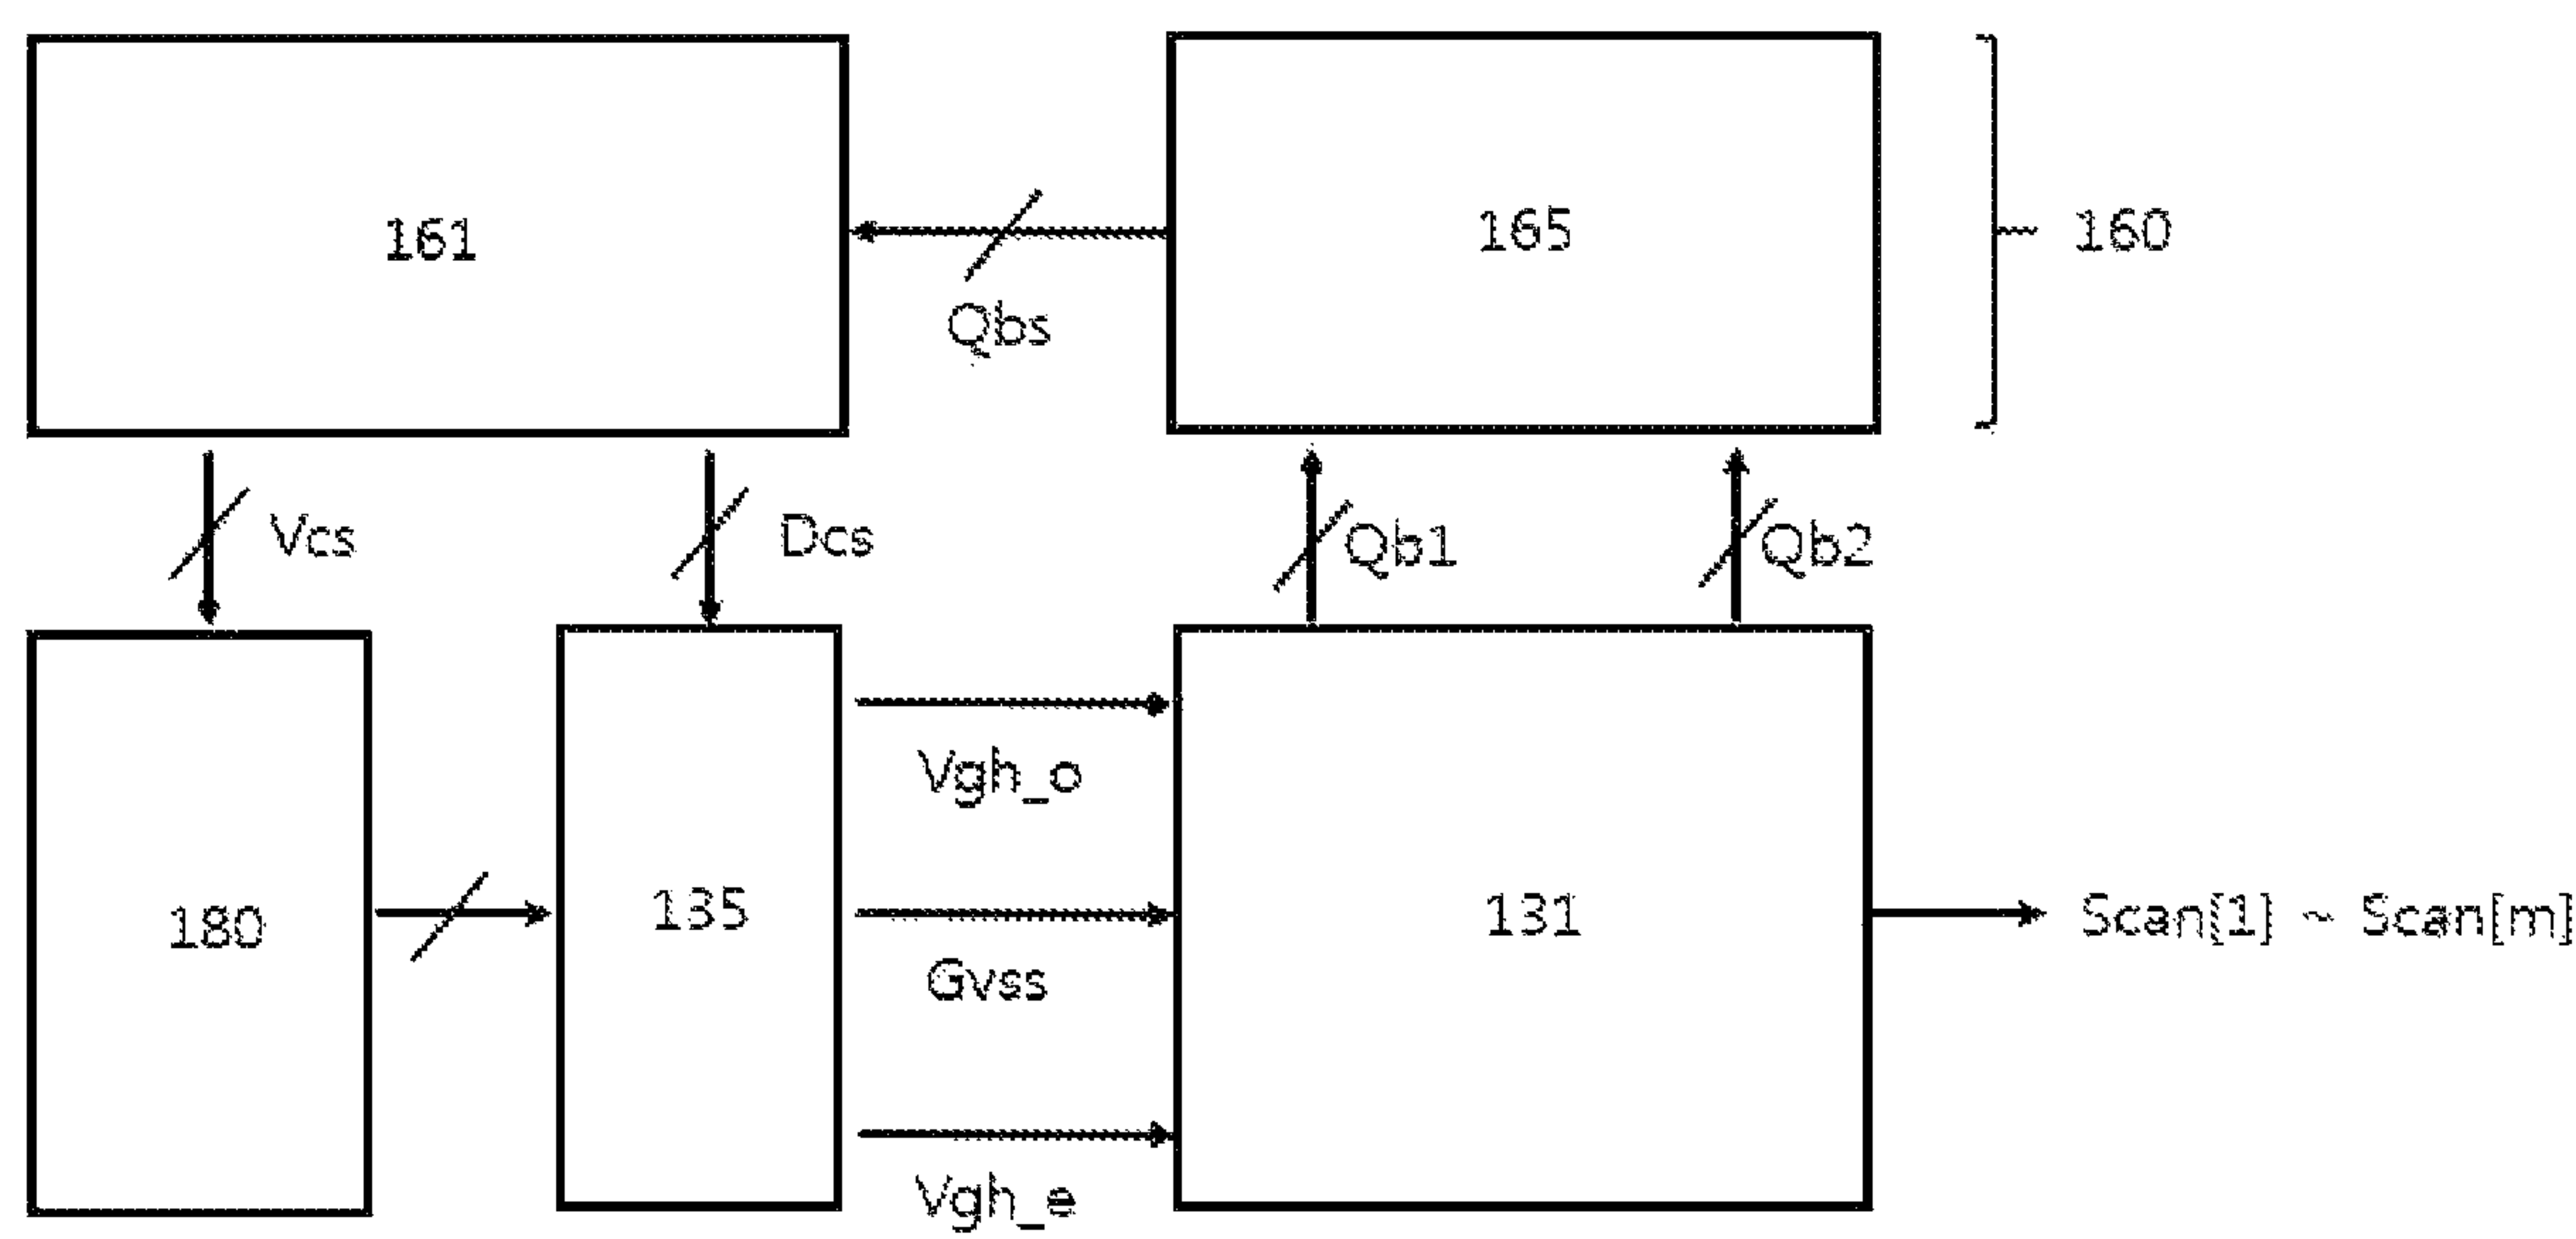 161
165
160
Qbs
Vcs
Dcs
Qb1
Qb2
180
135
131
Vgh_o
Gvss
Vgh_e
Scan[1] ~ Scan[m]